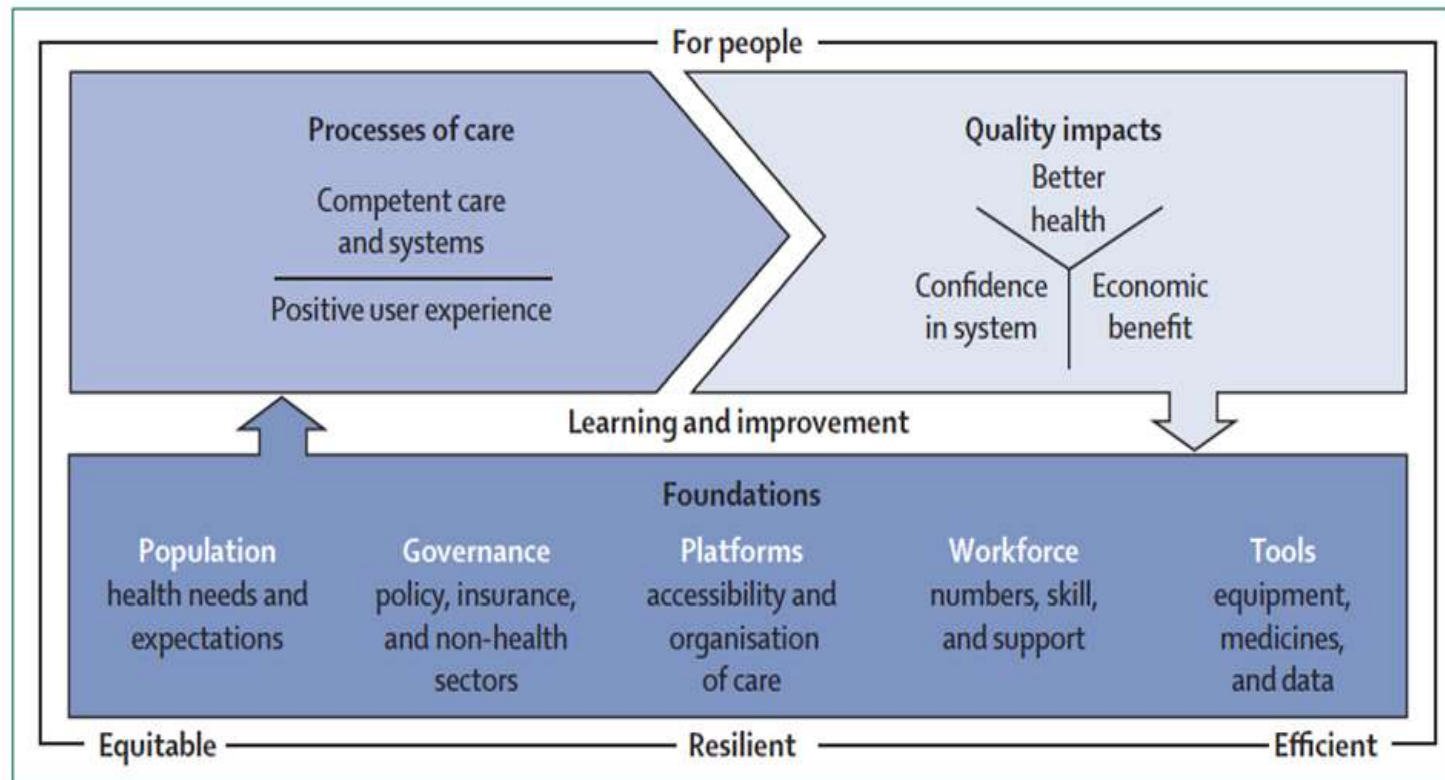 For people
Processes of care
Competent care
and systems
Positive user experience
Quality impacts
Better
health
Confidence
in system
Economic
benefit
Learning and improvement
Foundations
Population
health needs and
expectations
Governance
policy, insurance,
and non-health
sectors
Platforms
accessibility and
organisation
of care
Workforce
numbers, skill,
and support
Tools
equipment,
medicines,
and data
Equitable
Resilient
Efficient